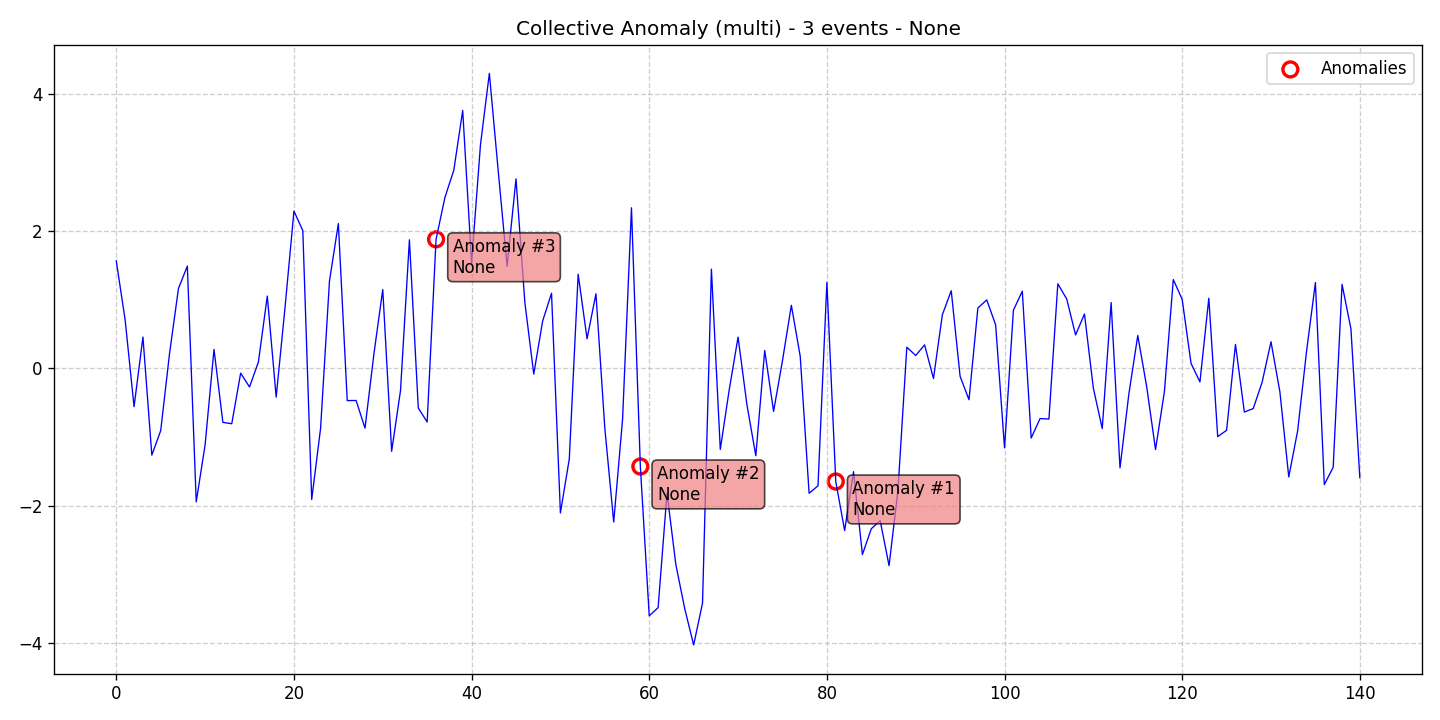 Collective Anomaly (multi) - 3 events - None
Anomalies
4
2
0
−2
−4
Anomaly #3
None
Anomaly #2
None
Anomaly #1
None
0
20
40
60
80
100
120
140